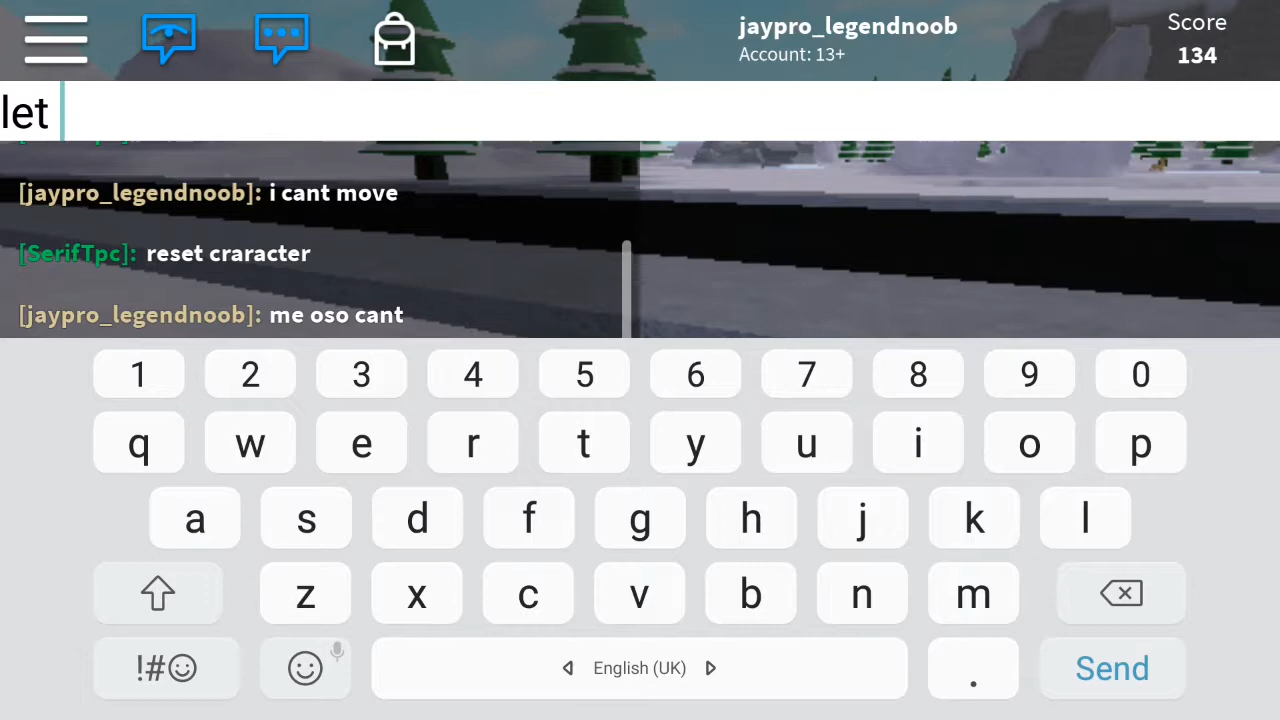 jaypro_legendnoob
Account: 13+
Score
134
let
[jaypro_legendnoob]: i cant move
[SerifTpc]: reset craracter
[jaypro_legendnoob]: me oso cant
1 2 3 4 5 6 7 8 9 0
q w e r t y u i o p
a s d f g h j k l
z x c v b n m
!#☺ English (UK) . Send